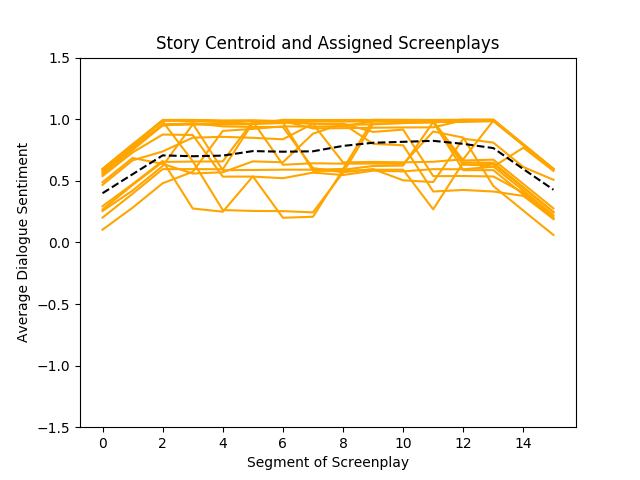 Story Centroid and Assigned Screenplays
1.5
1.0
0.5
0.0
−0.5
−1.0
−1.5
Average Dialogue Sentiment
0 2 4 6 8 10 12 14
Segment of Screenplay